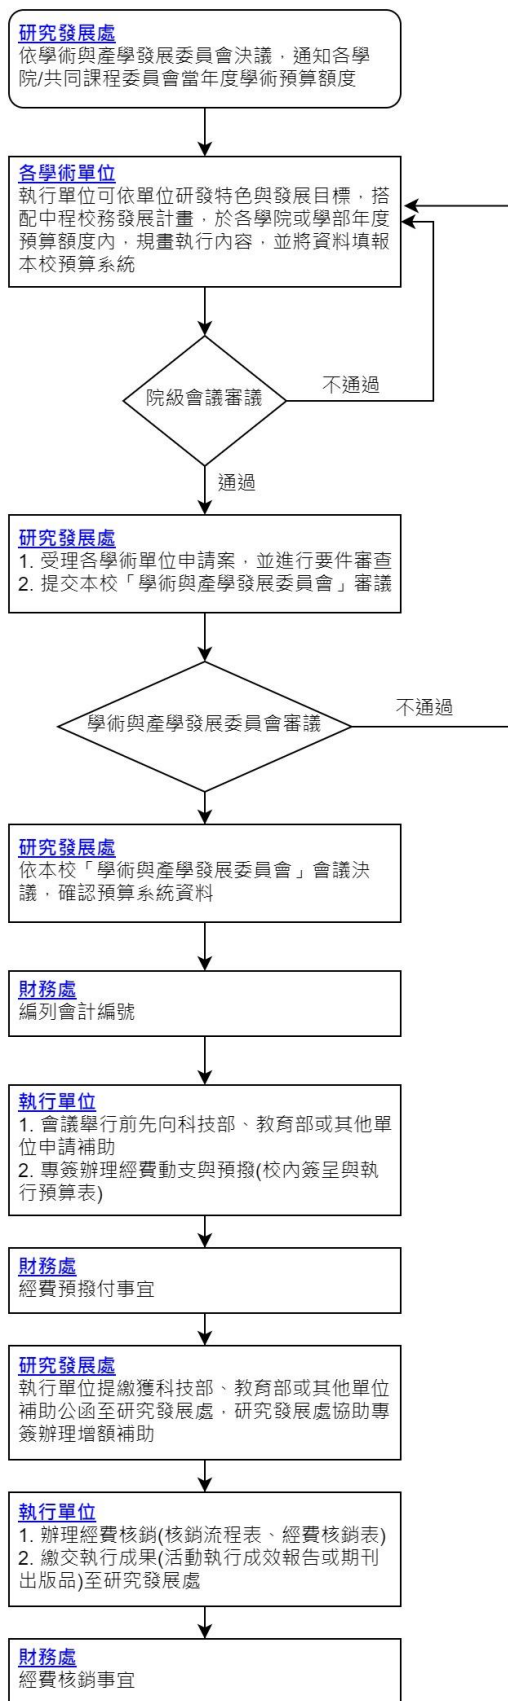 研究發展處
依學術與產學發展委員會決議，通知各學
院/共同課程委員會當年度學術預算額度
各學術單位
執行單位可依單位研發特色與發展目標，搭
配中程校務發展計畫，於各學院或學部年度
預算額度內，規畫執行內容，並將資料填報
本校預算系統
院級會議審議
不通過
通過
研究發展處
1. 受理各學術單位申請案，並進行要件審查
2. 提交本校「學術與產學發展委員會」審議
學術與產學發展委員會審議
不通過
研究發展處
依本校「學術與產學發展委員會」會議決
議，確認預算系統資料
財務處
編列會計編號
執行單位
1. 會議舉行前先向科技部、教育部或其他單
位申請補助
2. 專簽辦理經費動支與預撥(校內簽呈與執
行預算表)
財務處
經費預撥付事宜
研究發展處
執行單位提繳獲科技部、教育部或其他單位
補助公函至研究發展處，研究發展處協助專
簽辦理增額補助
執行單位
1. 辦理經費核銷(核銷流程表、經費核銷表)
2. 繳交執行成果(活動執行成效報告或期刊
出版品)至研究發展處
財務處
經費核銷事宜